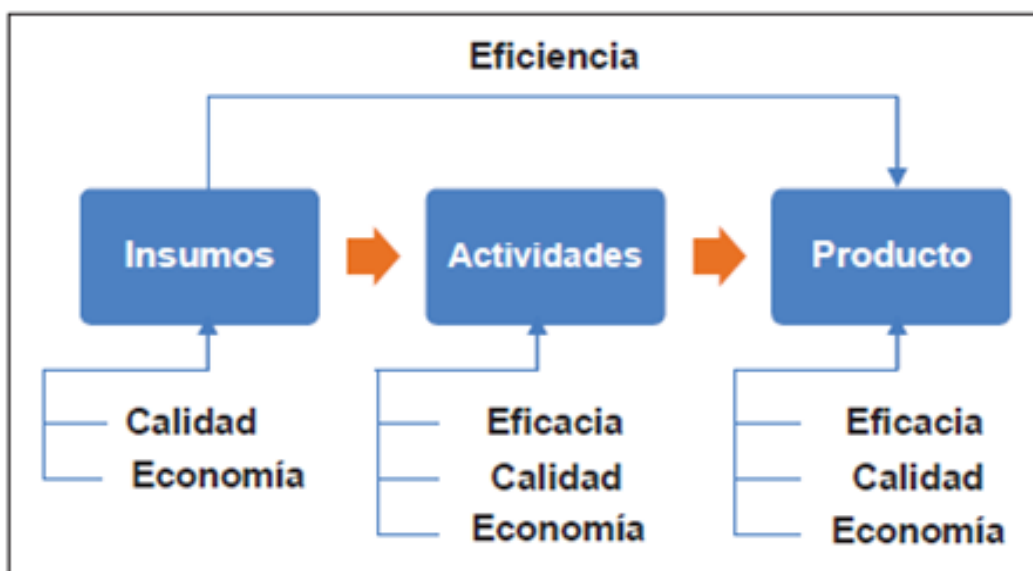 Eficiencia
Insumos
Actividades
Producto
Calidad
Economía
Eficacia
Calidad
Economía
Eficacia
Calidad
Economía